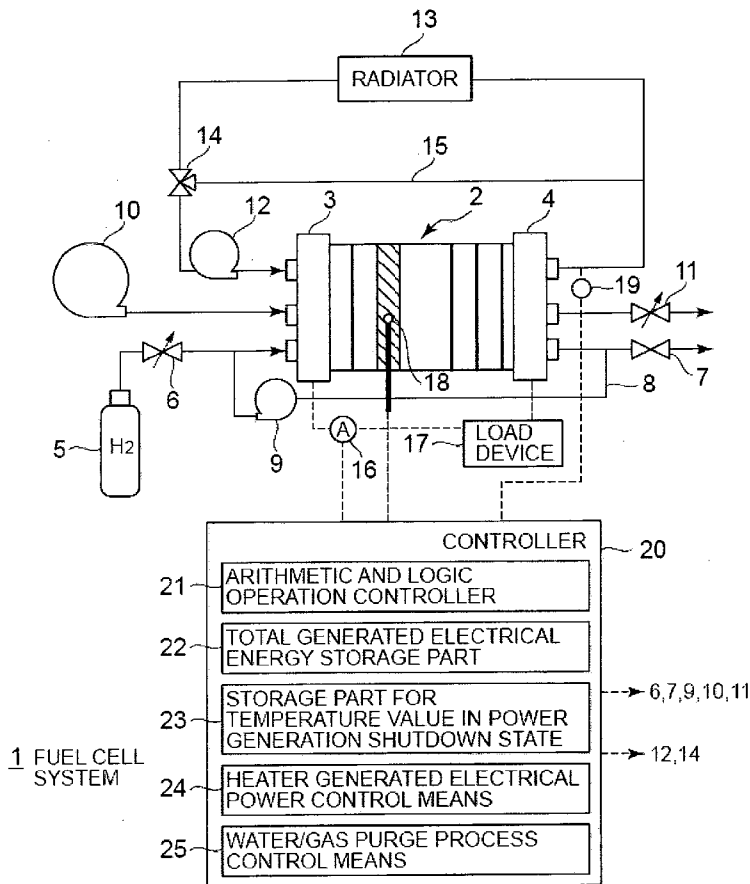 13
RADIATOR
14
15
10
12
3
2
4
19
11
6
18
8
7
5
H2
9
A
16
17
LOAD
DEVICE
CONTROLLER
20
21
ARITHMETIC AND LOGIC
OPERATION CONTROLLER
22
TOTAL GENERATED ELECTRICAL
ENERGY STORAGE PART
23
STORAGE PART FOR
TEMPERATURE VALUE IN POWER
GENERATION SHUTDOWN STATE
6,7,9,10,11
12,14
1 FUEL CELL
SYSTEM
24
HEATER GENERATED ELECTRICAL
POWER CONTROL MEANS
25
WATER/GAS PURGE PROCESS
CONTROL MEANS